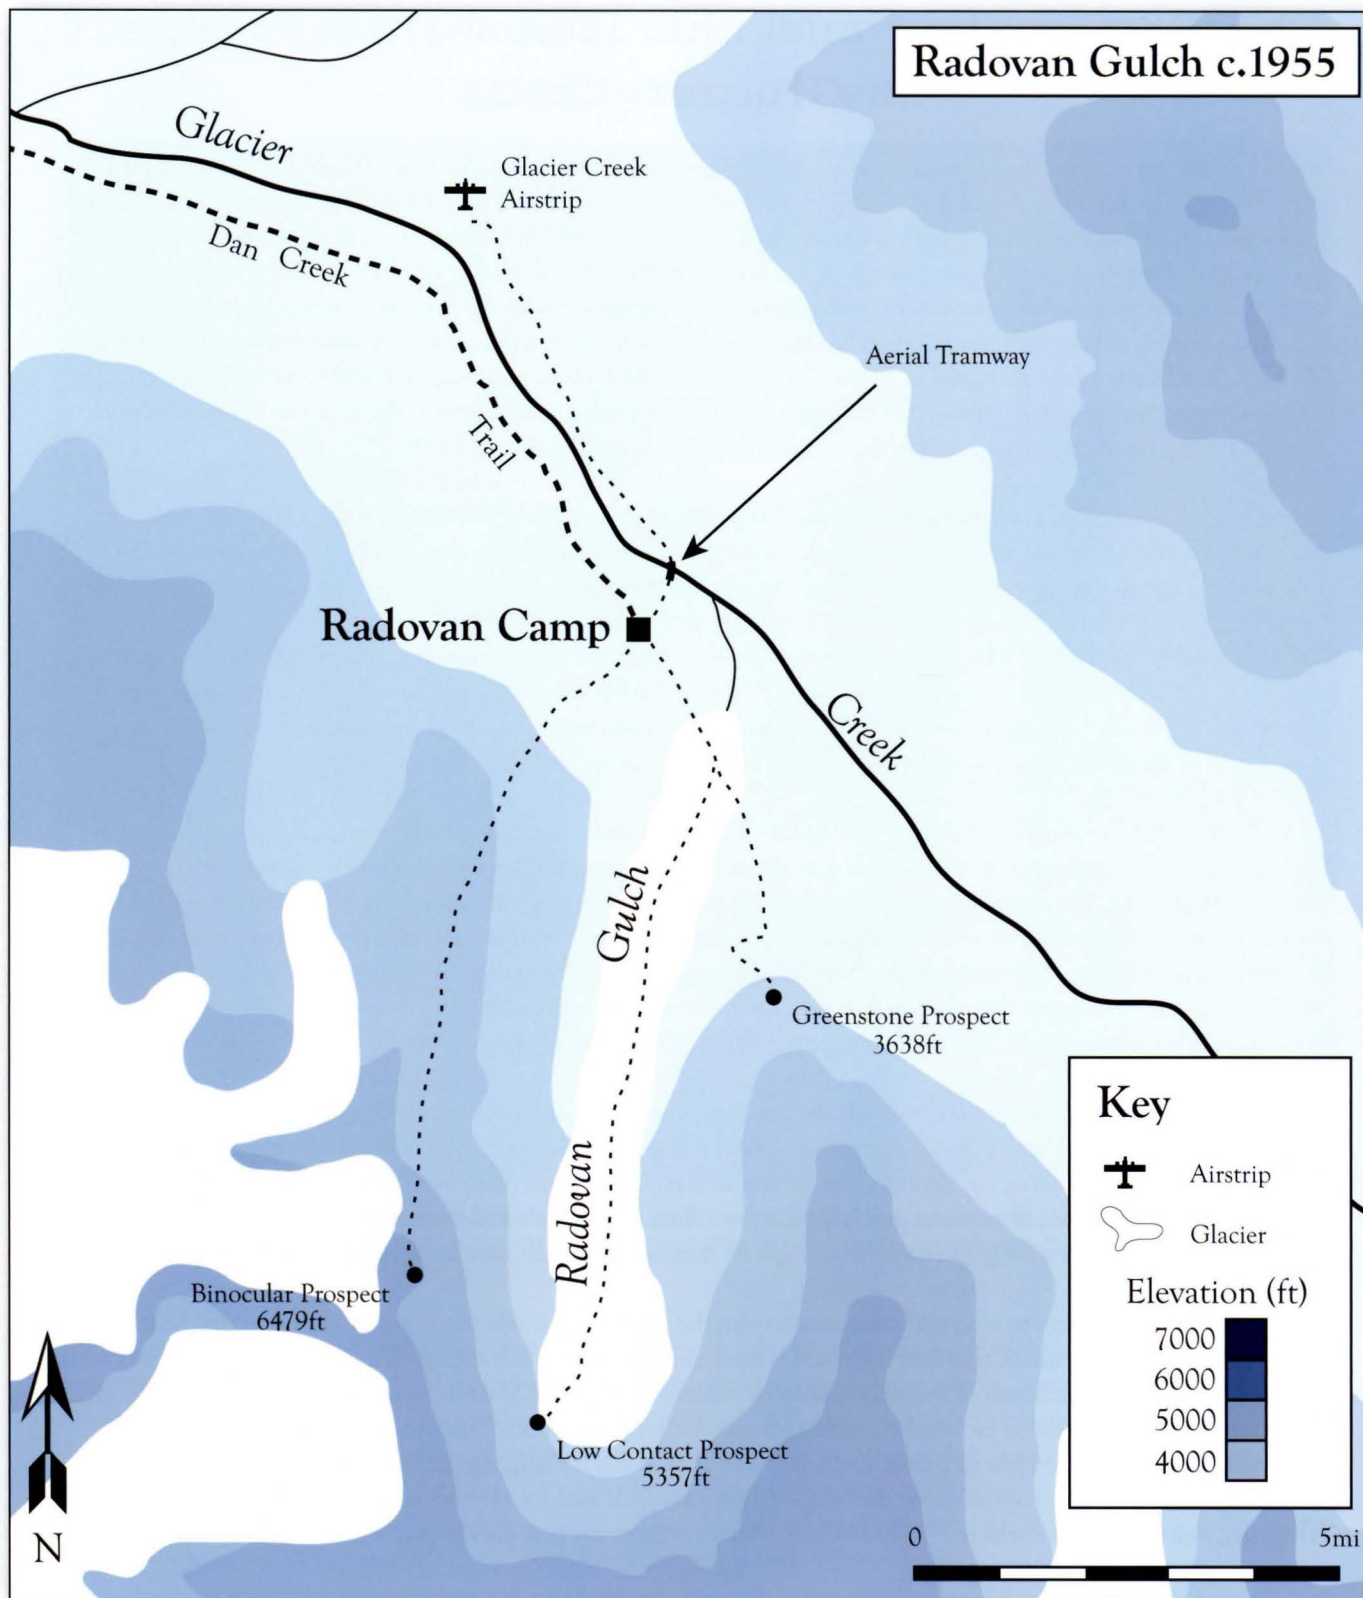 Radovan Gulch c.1955
Glacier
Glacier Creek
Airstrip
Dan Creek
Aerial Tramway
Trail
Radovan Camp
Creek
Gulch
Greenstone Prospect
3638ft
Radovan
Binocular Prospect
6479ft
Low Contact Prospect
5357ft
Key
Airstrip
Glacier
Elevation (ft)
7000
6000
5000
4000
N
0 5mi